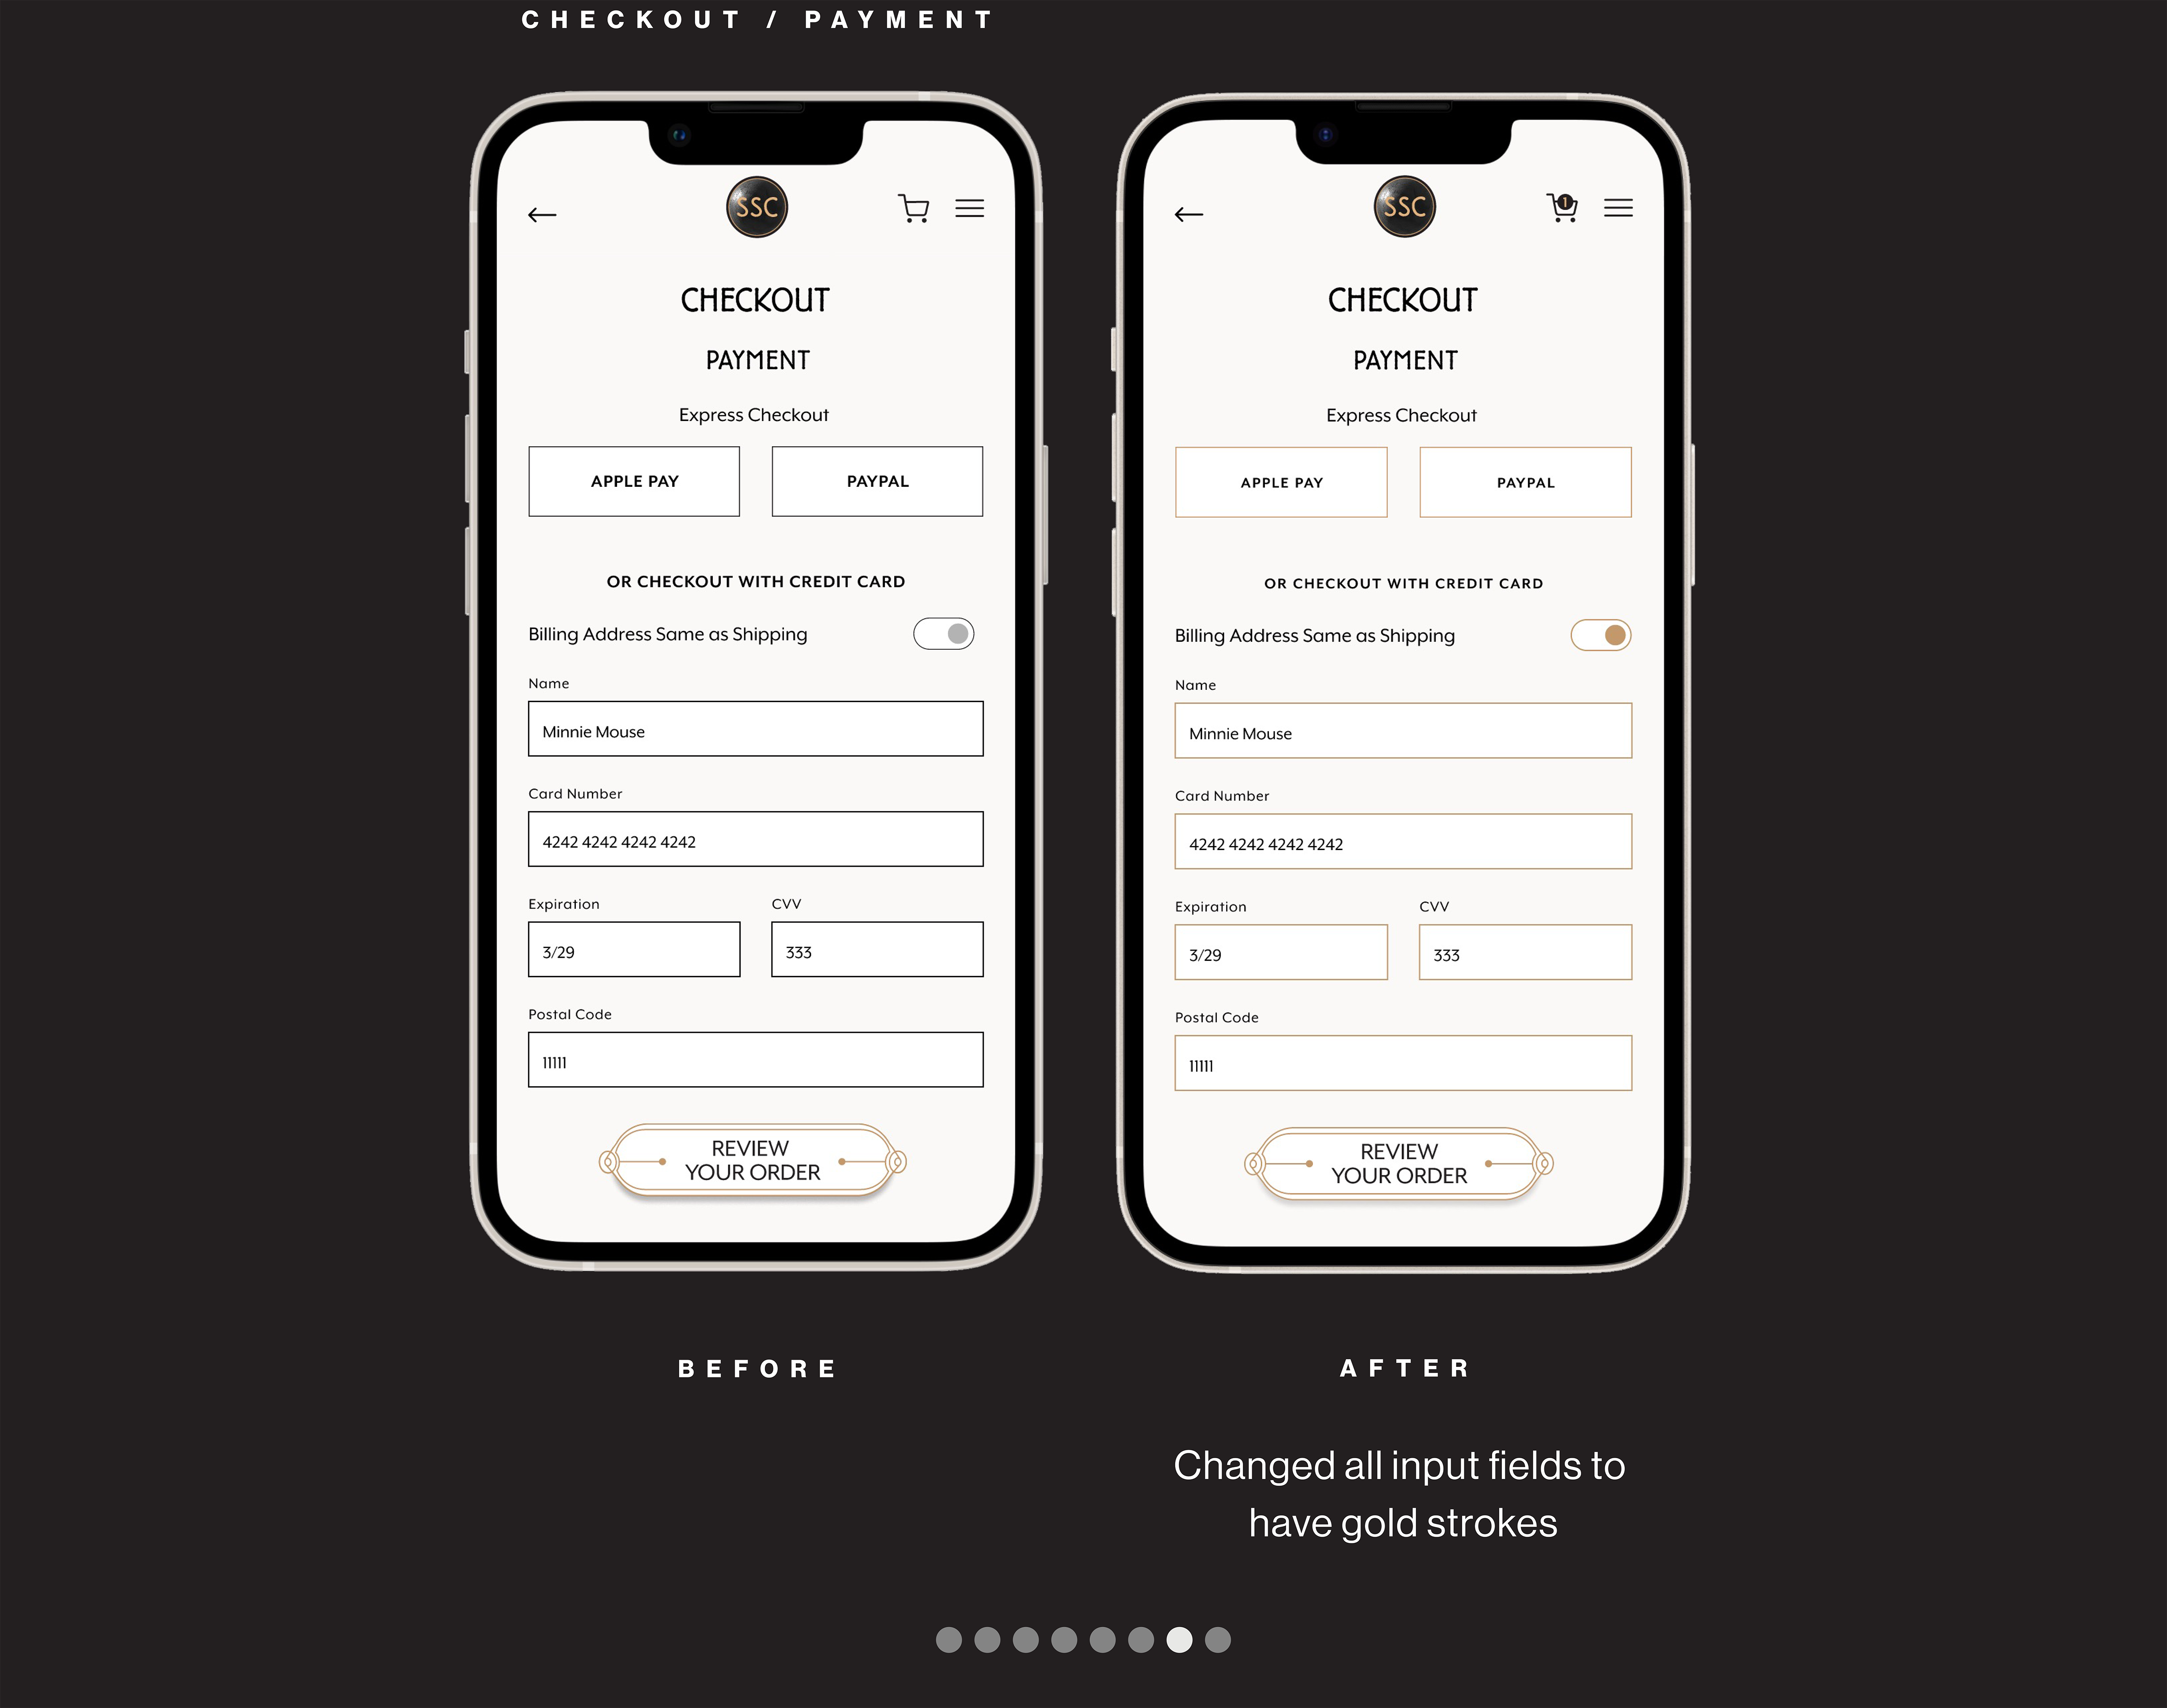 CHECKOUT / PAYMENT
SSC
CHECKOUT
PAYMENT
Express Checkout
APPLE PAY
PAYPAL
OR CHECKOUT WITH CREDIT CARD
Billing Address Same as Shipping
Name
Minnie Mouse
Card Number
4242 4242 4242 4242
Expiration
CVV
3/29
333
Postal Code
11111
REVIEW
YOUR ORDER
BEFORE
SSC
1
CHECKOUT
PAYMENT
Express Checkout
APPLE PAY
PAYPAL
OR CHECKOUT WITH CREDIT CARD
Billing Address Same as Shipping
Name
Minnie Mouse
Card Number
4242 4242 4242 4242
Expiration
CVV
3/29
333
Postal Code
11111
REVIEW
YOUR ORDER
AFTER
Changed all input fields to
have gold strokes